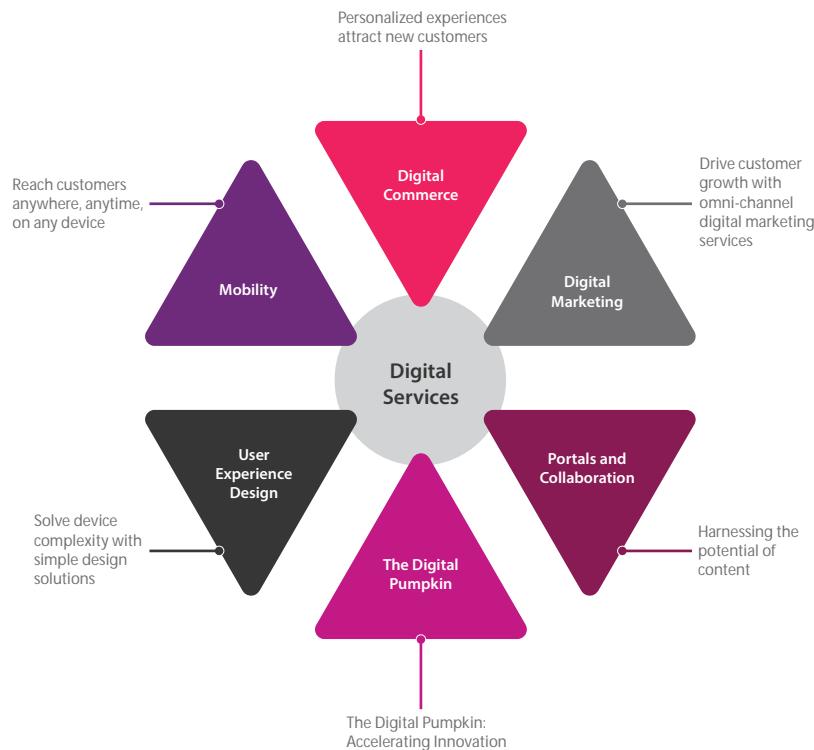 Personalized experiences
attract new customers
Digital
Commerce
Drive customer
growth with
omni-channel
digital marketing
services
Digital
Marketing
Reach customers
anywhere, anytime,
on any device
Mobility
Digital
Services
User
Experience
Design
Solve device
complexity with
simple design
solutions
Portals and
Collaboration
Harnessing the
potential of
content
The Digital
Pumpkin
The Digital Pumpkin:
Accelerating Innovation